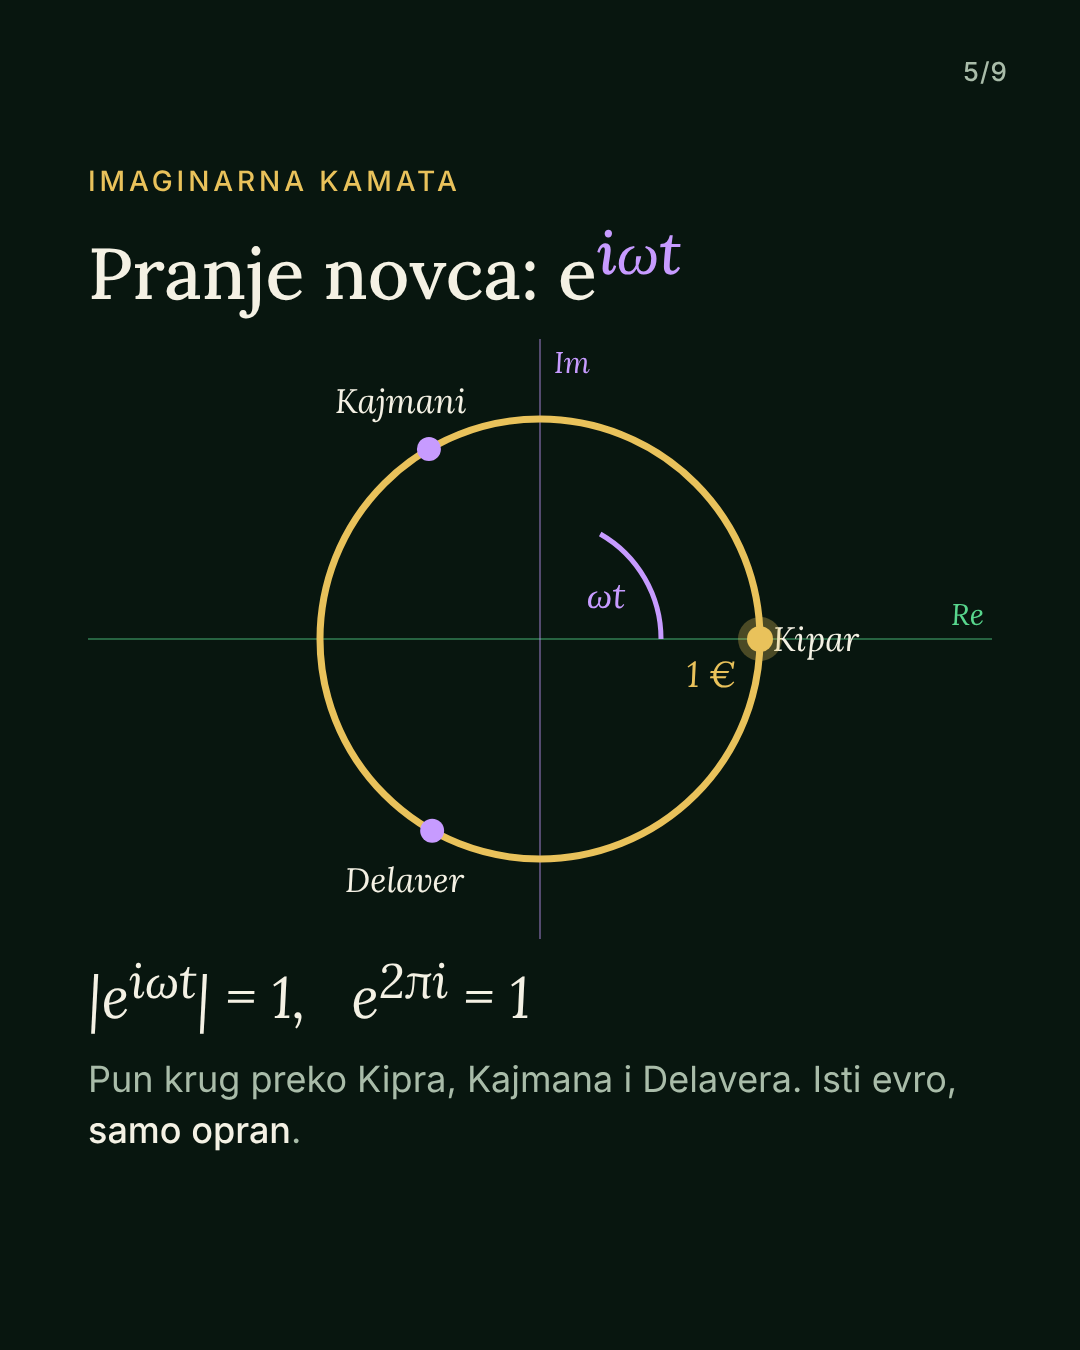 5/9
IMAGINARNA KAMATA
Pranje novca: e^{iωt}
Im
Kajmani
ωt
Re
Kipar
1 €
Delaver
|e^{iωt}| = 1, e^{2πi} = 1
Pun krug preko Kipra, Kajmana i Delavera. Isti evro,
samo opran.